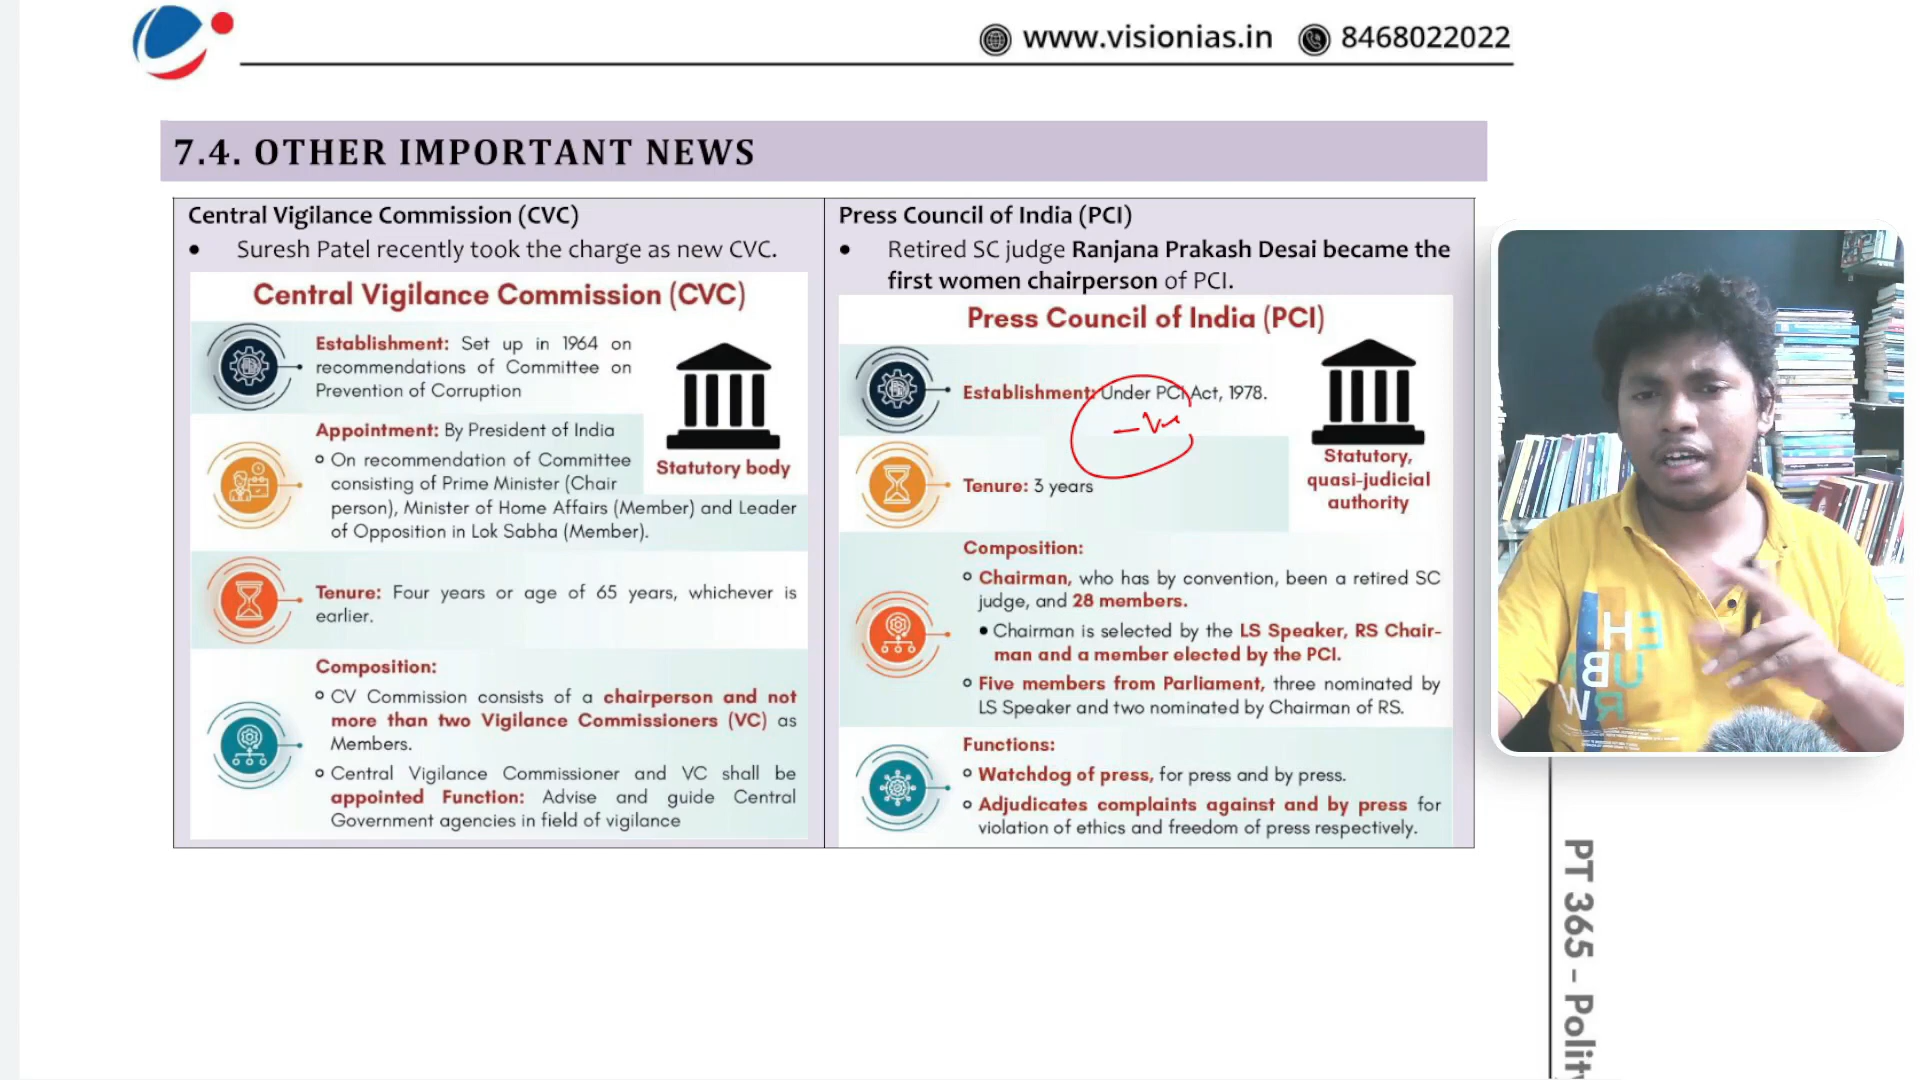 www.visionias.in 8468022022
7.4. OTHER IMPORTANT NEWS
Central Vigilance Commission (CVC)
• Suresh Patel recently took the charge as new CVC.
Central Vigilance Commission (CVC)
Establishment: Set up in 1964 on
recommendations of Committee on
Prevention of Corruption
Appointment: By President of India
On recommendation of Committee
consisting of Prime Minister (Chair
person), Minister of Home Affairs (Member) and Leader
of Opposition in Lok Sabha (Member).
Statutory body
Tenure: Four years or age of 65 years, whichever is
earlier.
Composition:
CV Commission consists of a chairperson and not
more than two Vigilance Commissioners (VC) as
Members.
Central Vigilance Commissioner and VC shall be
appointed Function: Advise and guide Central
Government agencies in field of vigilance
Press Council of India (PCI)
• Retired SC judge Ranjana Prakash Desai became the
first women chairperson of PCI.
Press Council of India (PCI)
Establishment: Under PCI Act, 1978.
Tenure: 3 years
Statutory,
quasi-judicial
authority
Composition:
Chairman, who has by convention, been a retired SC
judge, and 28 members.
• Chairman is selected by the LS Speaker, RS Chair-
man and a member elected by the PCI.
Five members from Parliament, three nominated by
LS Speaker and two nominated by Chairman of RS.
Functions:
Watchdog of press, for press and by press.
Adjudicates complaints against and by press for
violation of ethics and freedom of press respectively.
PT 365 - Polit